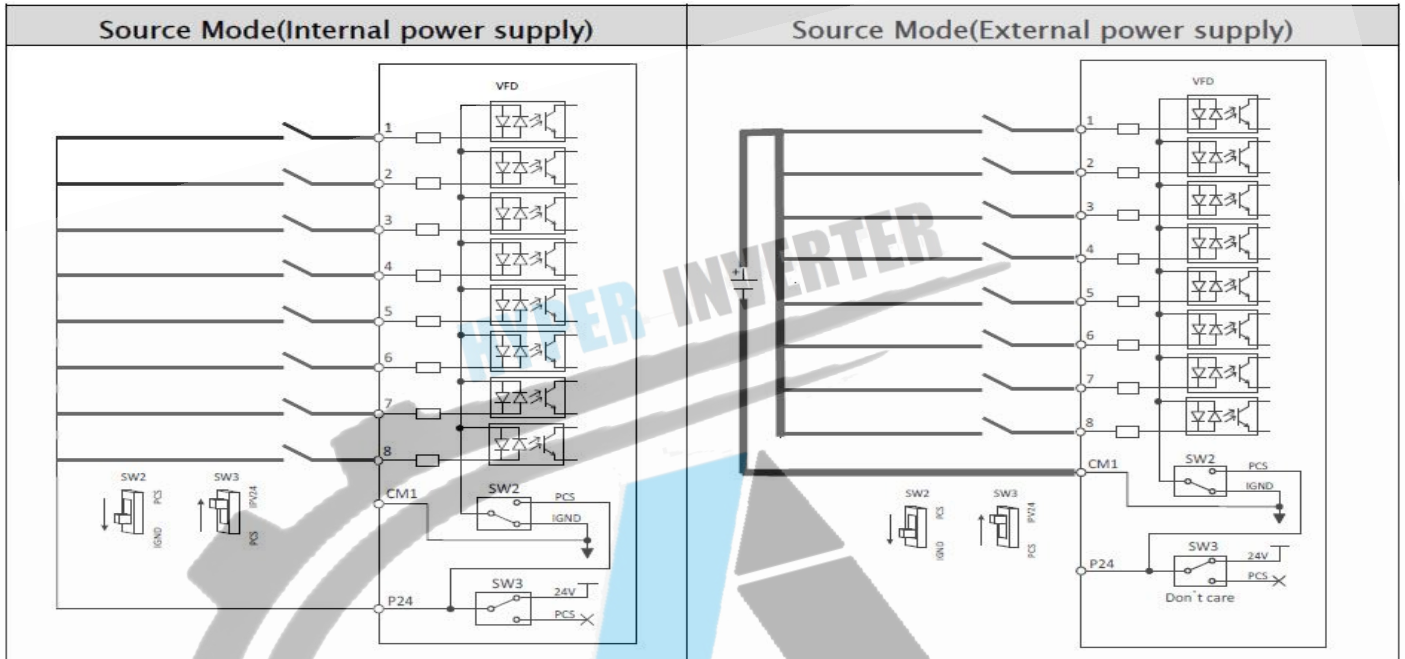 Source Mode(Internal power supply)
VFD
1
2
3
4
5
6
7
8
SW2
PCS
IGND
SW3
IPV24
PCS
CM1
SW2
PCS
IGND
SW3
24V
PCS
P24
Source Mode(External power supply)
VFD
1
2
3
4
5
6
7
8
+
CM1
SW2
PCS
IGND
SW2
PCS
IGND
SW3
IPV24
PCS
SW3
24V
PCS
P24
Don`t care
HYPER INVERTER